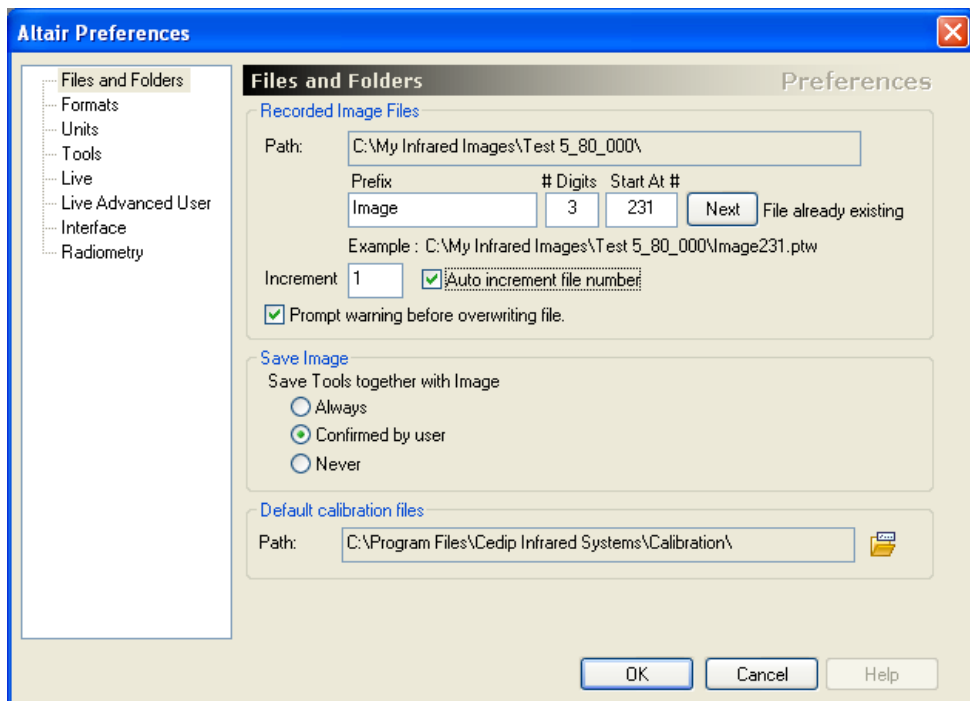 Altair Preferences
Files and Folders
Formats
Units
Tools
Live
Live Advanced User
Interface
Radiometry
Files and Folders Preferences
Recorded Image Files
Path: C:\My Infrared Images\Test 5_80_000\
Prefix # Digits Start At #
Image 3 231 Next File already existing
Example : C:\My Infrared Images\Test 5_80_000\Image231.ptw
Increment 1 Auto increment file number
Prompt warning before overwriting file.
Save Image
Save Tools together with Image
Always
Confirmed by user
Never
Default calibration files
Path: C:\Program Files\Cedip Infrared Systems\Calibration\
OK Cancel Help